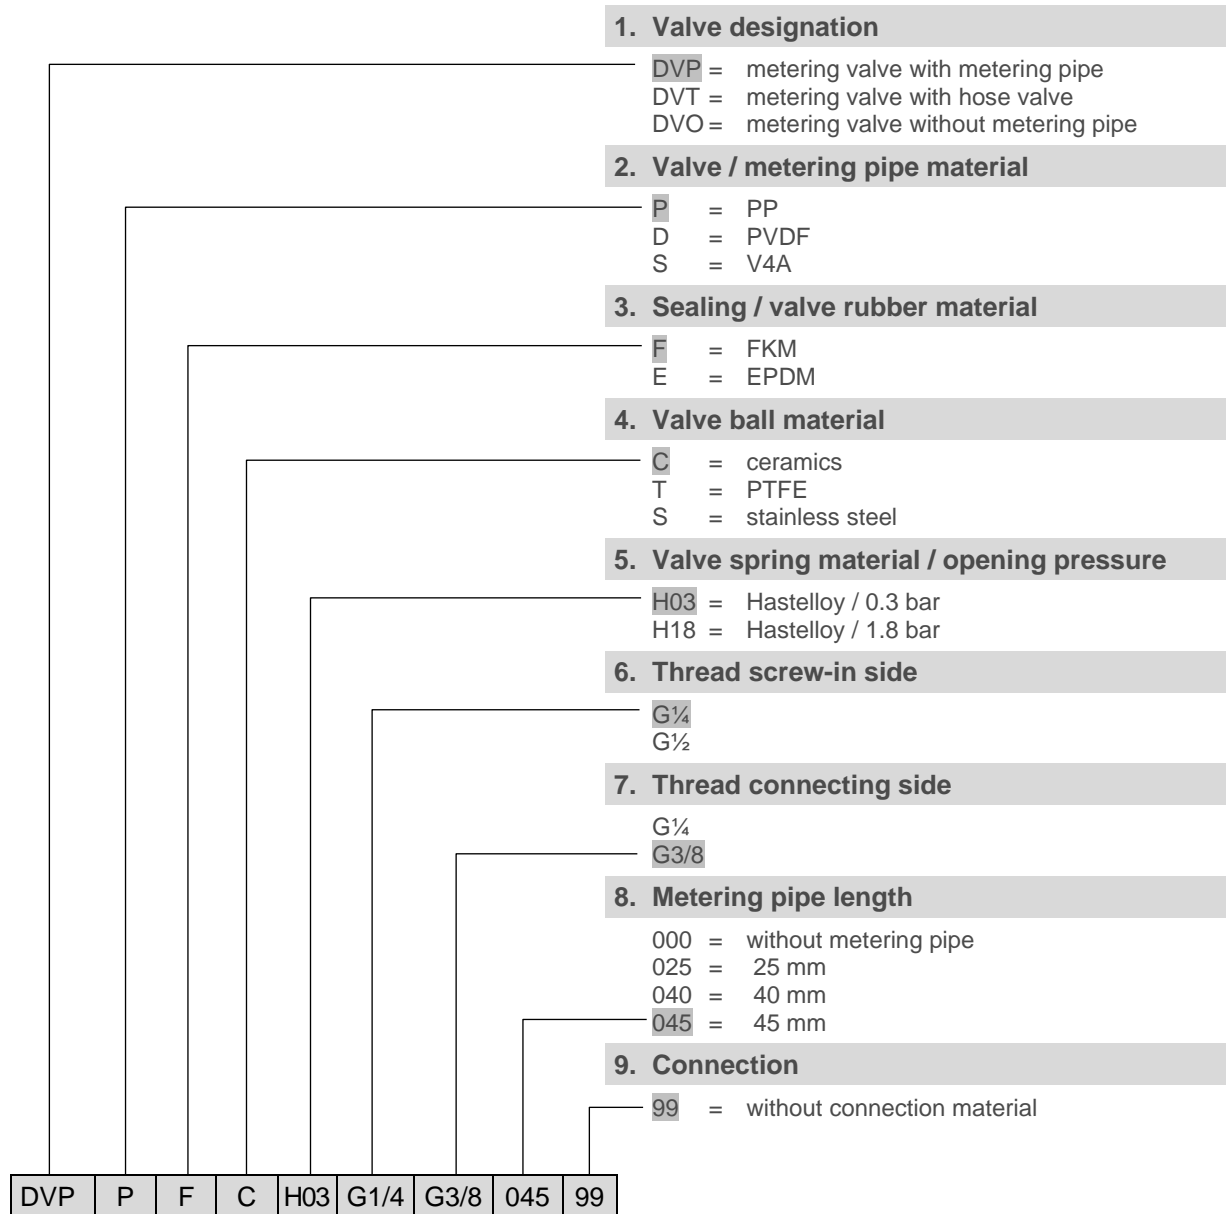 1. Valve designation
DVP = metering valve with metering pipe
DVT = metering valve with hose valve
DVO = metering valve without metering pipe
2. Valve / metering pipe material
P = PP
D = PVDF
S = V4A
3. Sealing / valve rubber material
F = FKM
E = EPDM
4. Valve ball material
C = ceramics
T = PTFE
S = stainless steel
5. Valve spring material / opening pressure
H03 = Hastelloy / 0.3 bar
H18 = Hastelloy / 1.8 bar
6. Thread screw-in side
G¼
G½
7. Thread connecting side
G¼
G3/8
8. Metering pipe length
000 = without metering pipe
025 = 25 mm
040 = 40 mm
045 = 45 mm
9. Connection
99 = without connection material
DVP P F C H03 G1/4 G3/8 045 99